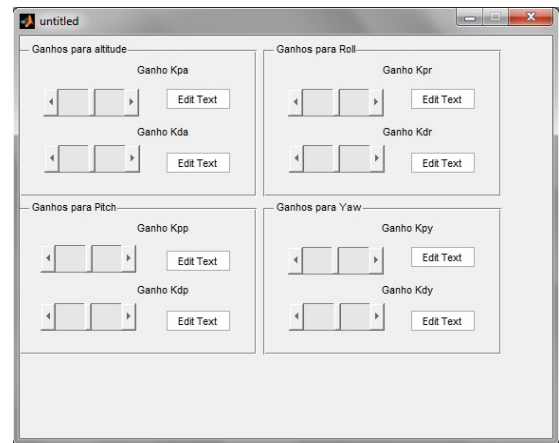 untitled
Ganhos para altitude
Ganho Kpa
Edit Text
Ganho Kda
Edit Text
Ganhos para Roll
Ganho Kpr
Edit Text
Ganho Kdr
Edit Text
Ganhos para Pitch
Ganho Kpp
Edit Text
Ganho Kdp
Edit Text
Ganhos para Yaw
Ganho Kpy
Edit Text
Ganho Kdy
Edit Text